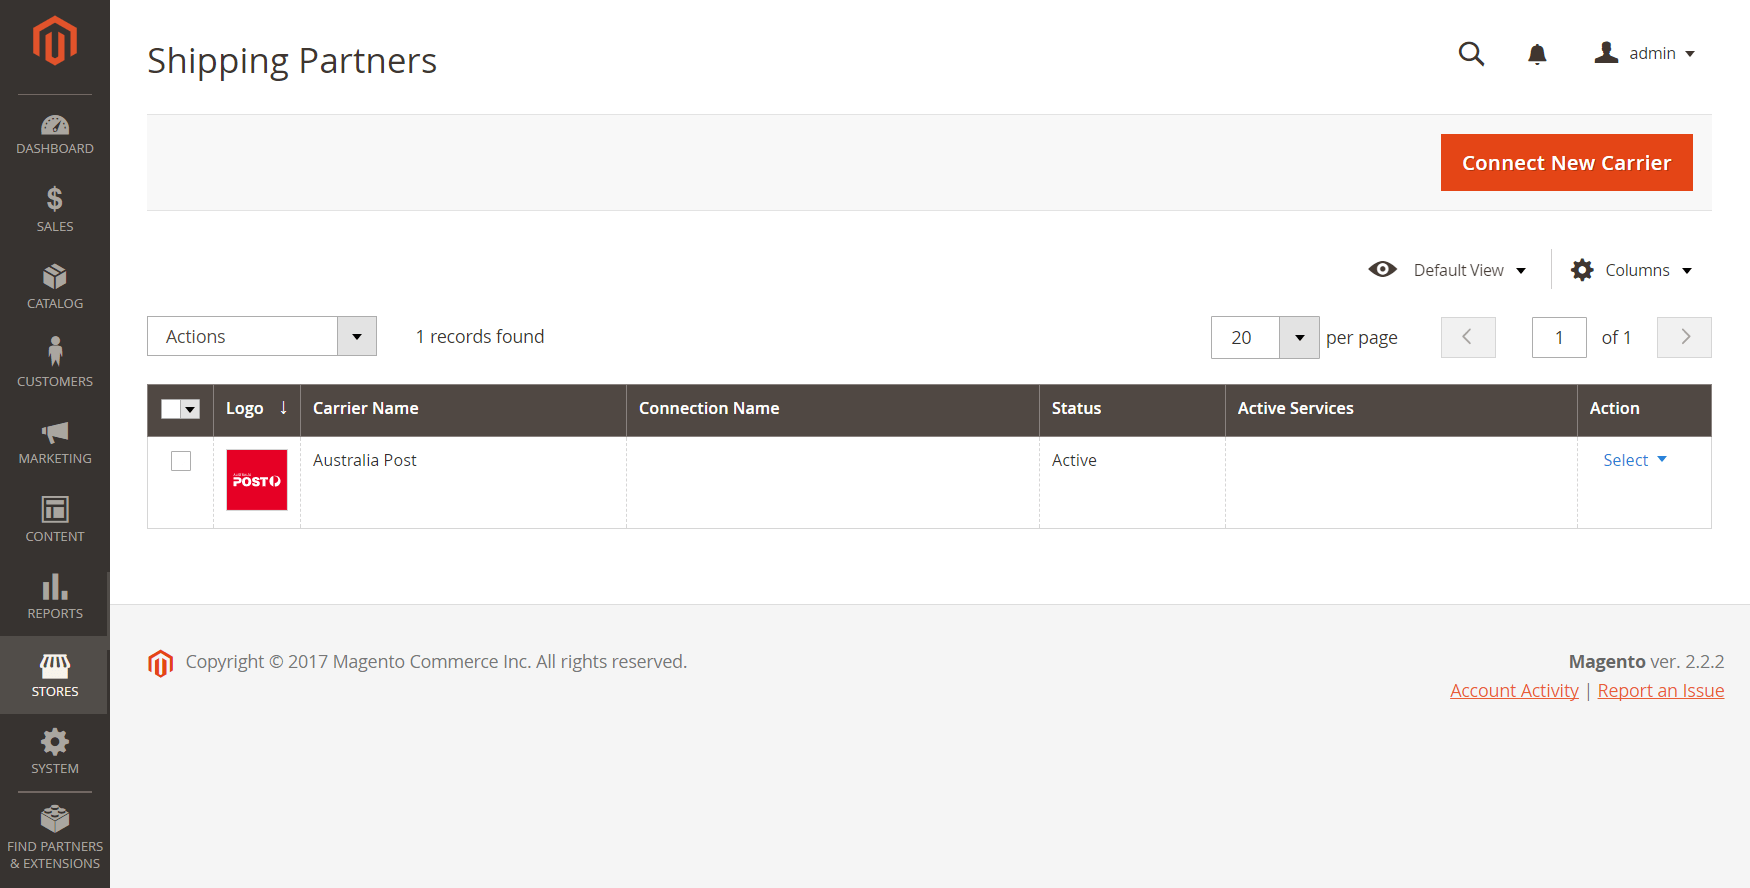 Shipping Partners
admin
DASHBOARD
SALES
CATALOG
CUSTOMERS
MARKETING
CONTENT
REPORTS
STORES
SYSTEM
FIND PARTNERS
& EXTENSIONS
Connect New Carrier
Default View
Columns
Actions
1 records found
20
per page
1
of 1
Logo ↓
Carrier Name
Connection Name
Status
Active Services
Action
POST
Australia Post
Active
Select
Copyright © 2017 Magento Commerce Inc. All rights reserved.
Magento ver. 2.2.2
Account Activity | Report an Issue